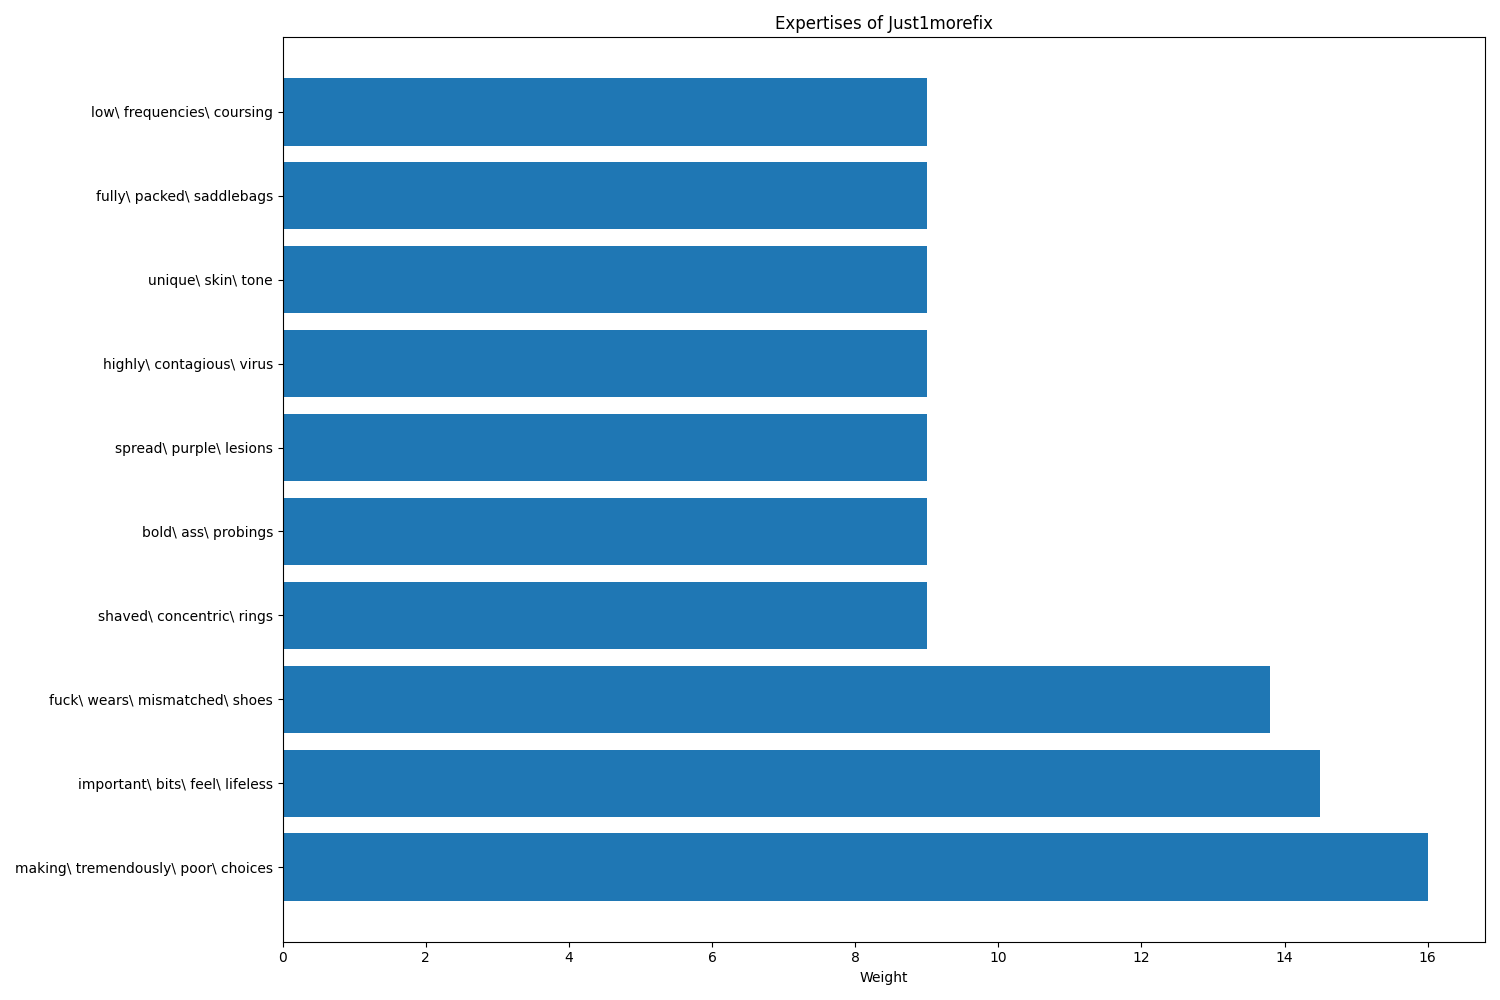 Expertises of Just1morefix
low\ frequencies\ coursing
fully\ packed\ saddlebags
unique\ skin\ tone
highly\ contagious\ virus
spread\ purple\ lesions
bold\ ass\ probings
shaved\ concentric\ rings
fuck\ wears\ mismatched\ shoes
important\ bits\ feel\ lifeless
making\ tremendously\ poor\ choices
0 2 4 6 8 10 12 14 16
Weight